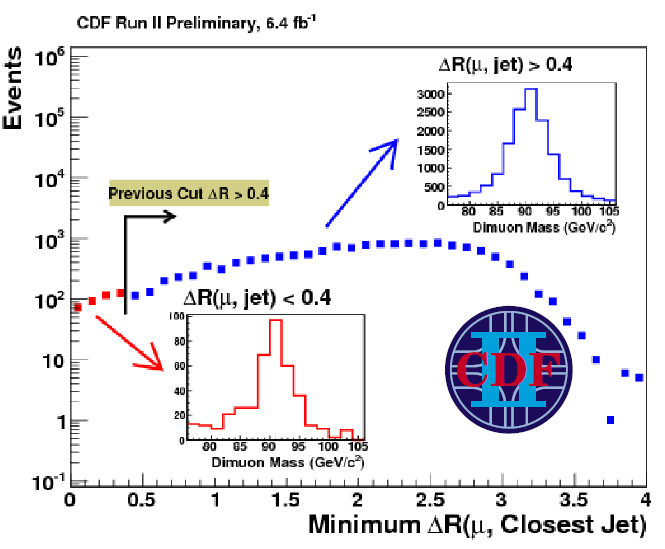 CDF Run II Preliminary, 6.4 fb⁻¹
Events
10⁶
10⁵
10⁴
10³
10²
10
1
10⁻¹
Previous Cut ΔR > 0.4
ΔR(μ, jet) > 0.4
3000
2500
2000
1500
1000
500
0
80 85 90 95 100 105
Dimuon Mass (GeV/c²)
ΔR(μ, jet) < 0.4
100
80
60
40
20
0
80 85 90 95 100 105
Dimuon Mass (GeV/c²)
II
CDF
0 0.5 1 1.5 2 2.5 3 3.5 4
Minimum ΔR(μ, Closest Jet)